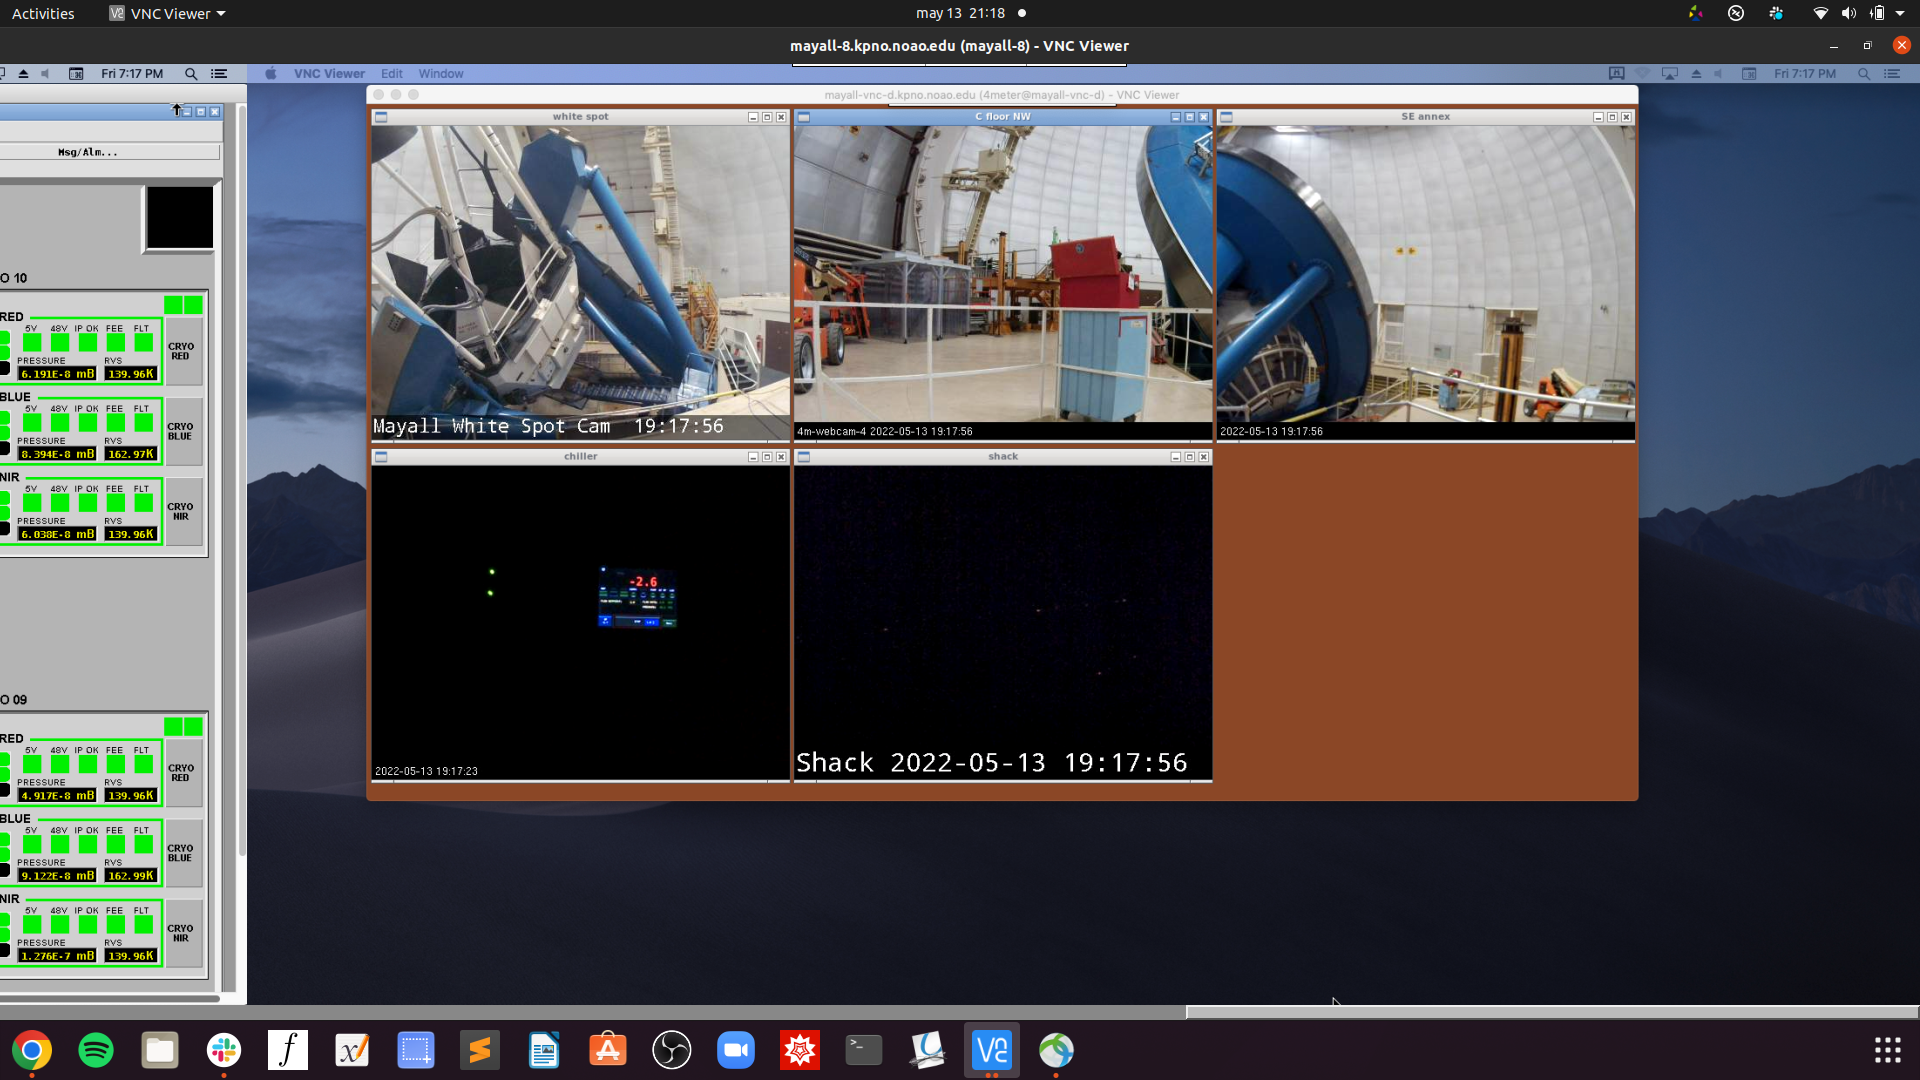 Activities
VNC Viewer
may 13 21:18
mayall-8.kpno.noao.edu (mayall-8) - VNC Viewer
Fri 7:17 PM
VNC Viewer Edit Window
Fri 7:17 PM
mayall-vnc-d.kpno.noao.edu (4meter@mayall-vnc-d) - VNC Viewer
Msg/Alm...
O 10
RED
5V 48V IP OK FEE FLT
PRESSURE RVS
6.191E-8 mB 139.96K
CRYO
RED
BLUE
5V 48V IP OK FEE FLT
PRESSURE RVS
8.394E-8 mB 162.97K
CRYO
BLUE
NIR
5V 48V IP OK FEE FLT
PRESSURE RVS
6.038E-8 mB 139.96K
CRYO
NIR
O 09
RED
5V 48V IP OK FEE FLT
PRESSURE RVS
4.917E-8 mB 139.96K
CRYO
RED
BLUE
5V 48V IP OK FEE FLT
PRESSURE RVS
9.122E-8 mB 162.99K
CRYO
BLUE
NIR
5V 48V IP OK FEE FLT
PRESSURE RVS
1.276E-7 mB 139.96K
CRYO
NIR
white spot
Mayall White Spot Cam 19:17:56
C floor NW
4m-webcam-4 2022-05-13 19:17:56
SE annex
2022-05-13 19:17:56
chiller
-2.6
2022-05-13 19:17:23
shack
Shack 2022-05-13 19:17:56